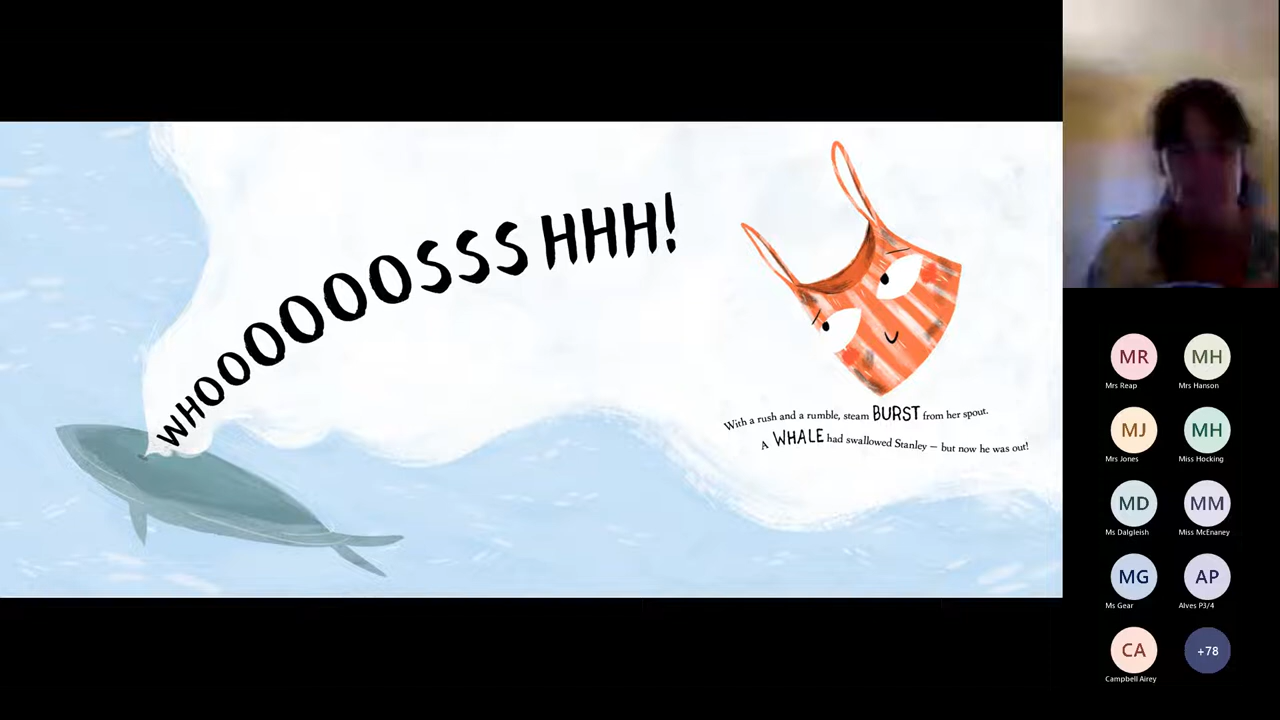 WHOOOOOOSSSHHH!
With a rush and a rumble, steam BURST from her spout.
A WHALE had swallowed Stanley – but now he was out!
MR
MH
Mrs Reap
Mrs Hanson
MJ
MH
Mrs Jones
Miss Hocking
MD
MM
Ms Dalgleish
Miss McEnaney
MG
AP
Ms Gear
Alves P3/4
CA
+78
Campbell Airey